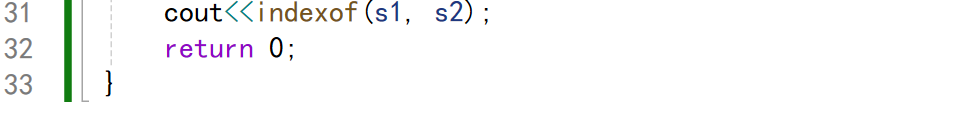 31 cout<<indexof(s1, s2);
32 return 0;
33 }